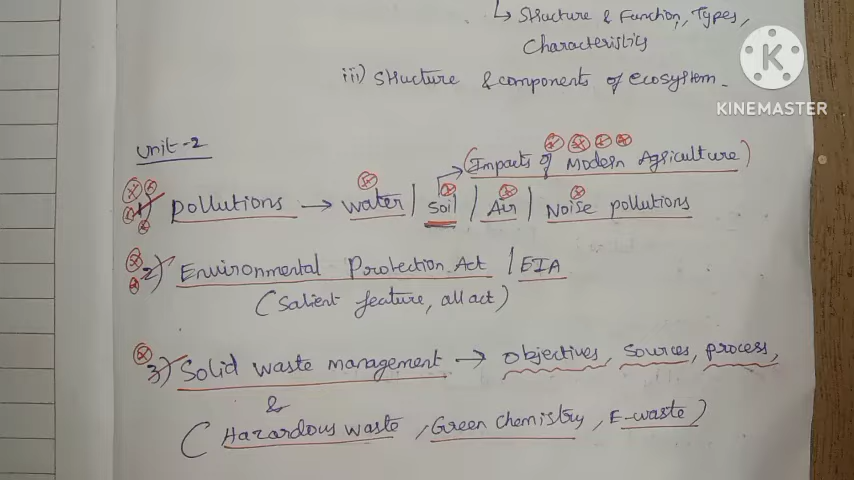 ↳ Structure & Function, Types,
Characteristics
iii) Structure & components of ecosystem.
K
KINEMASTER
Unit-2
(Impacts of Modern Agriculture)
1) Pollutions → Water / Soil / Air / Noise pollutions
2) Environmental Protection Act / EIA
(Salient feature, all act)
3) Solid waste management → Objectives, Sources, process,
&
(Hazardous waste, Green chemistry, E-waste)